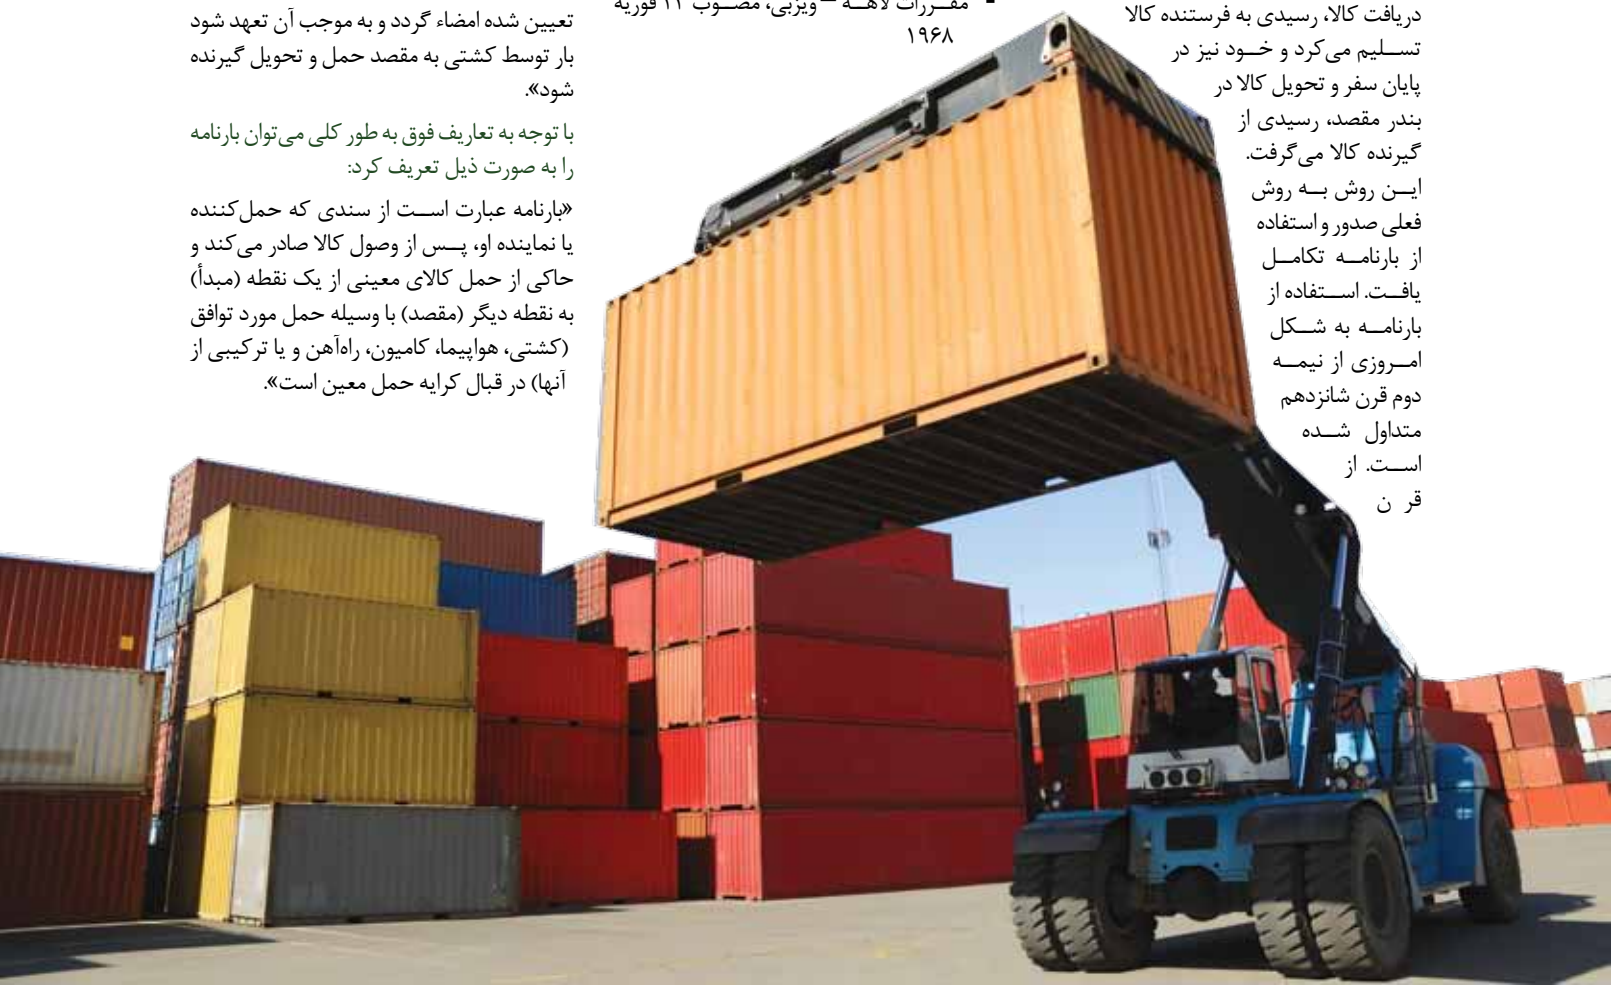 دریافت کالا، رسیدی به فرستنده کالا
تسلیم می‌کرد و خود نیز در
پایان سفر و تحویل کالا در
بندر مقصد، رسیدی از
گیرنده کالا می‌گرفت.
این روش به روش
فعلی صدور و استفاده
از بارنامه تکامل
یافت. استفاده از
بارنامه به شکل
امروزی از نیمه
دوم قرن شانزدهم
متداول شده
است. از
قرن
▪ مقررات لاهه – ویزبی، مصوب ۲۳ فوریه
۱۹۶۸
تعیین شده امضاء گردد و به موجب آن تعهد شود
بار توسط کشتی به مقصد حمل و تحویل گیرنده
شود».
با توجه به تعاریف فوق به طور کلی می‌توان بارنامه
را به صورت ذیل تعریف کرد:
«بارنامه عبارت است از سندی که حمل‌کننده
یا نماینده او، پس از وصول کالا صادر می‌کند و
حاکی از حمل کالای معینی از یک نقطه (مبدأ)
به نقطه دیگر (مقصد) با وسیله حمل مورد توافق
(کشتی، هواپیما، کامیون، راه‌آهن و یا ترکیبی از
آنها) در قبال کرایه حمل معین است».